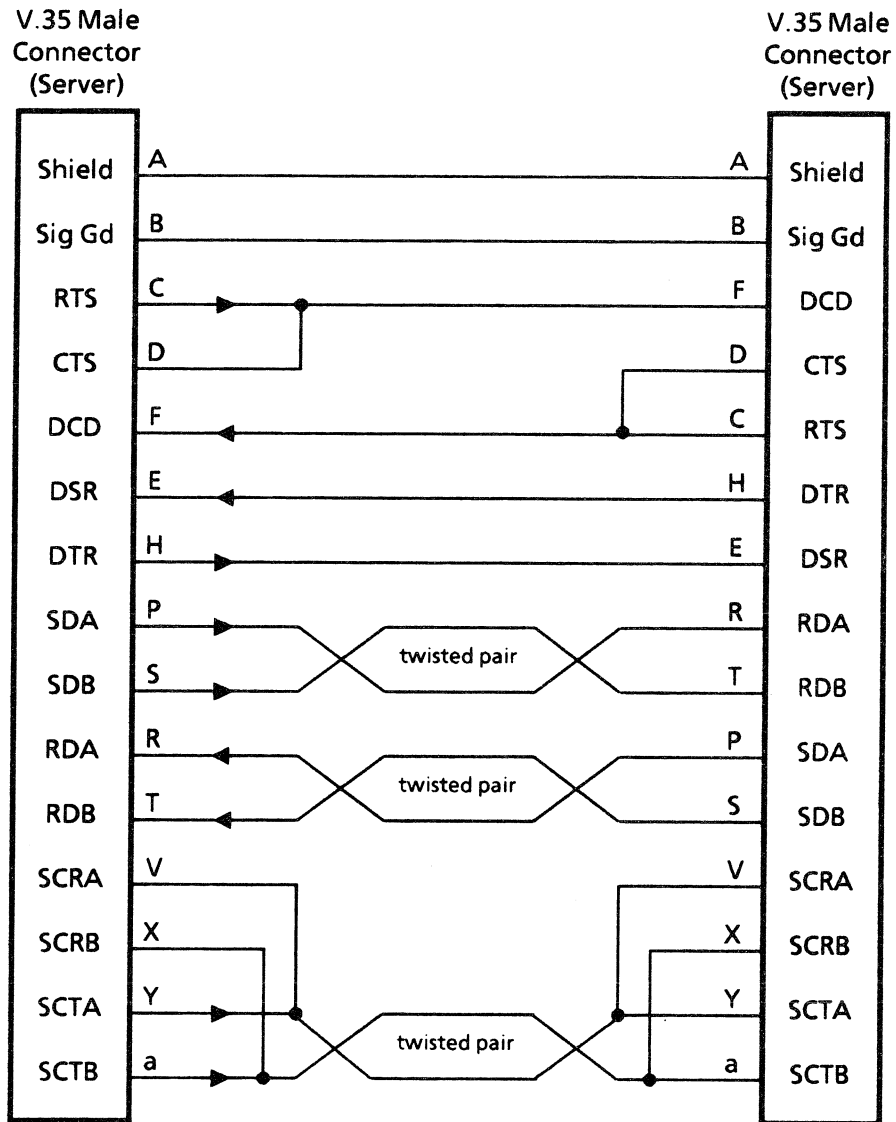 V.35 Male V.35 Male
Connector Connector
(Server) (Server)
Shield A A Shield
Sig Gd B B Sig Gd
RTS C F DCD
CTS D D CTS
DCD F C RTS
DSR E H DTR
DTR H E DSR
SDA P R RDA
twisted pair
SDB S T RDB
RDA R P SDA
twisted pair
RDB T S SDB
SCRA V V SCRA
SCRB X X SCRB
SCTA Y Y SCTA
twisted pair
SCTB a a SCTB